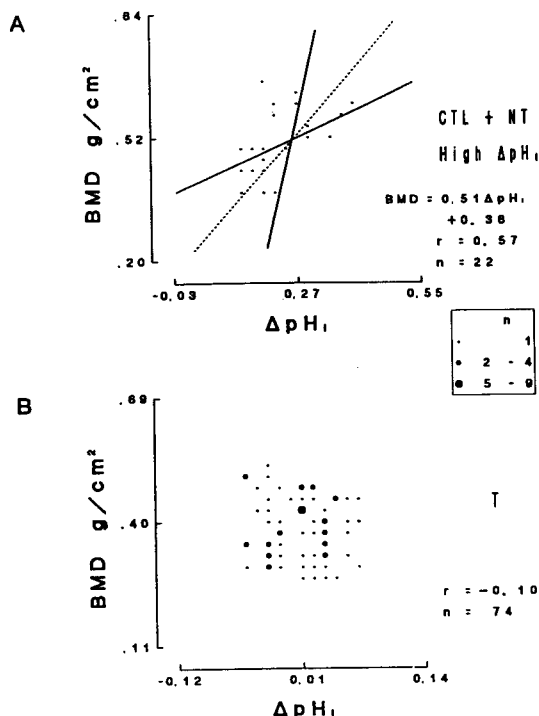 A
.84
.52
.20
BMD g/cm²
-0.03 0.27 0.55
ΔpHᵢ
CTL + NT
High ΔpHᵢ
BMD = 0.51ΔpHᵢ
+0.38
r = 0.57
n = 22
n
1
2 - 4
5 - 9
B
.69
.40
.11
BMD g/cm²
-0.12 0.01 0.14
ΔpHᵢ
T
r = -0.10
n = 74